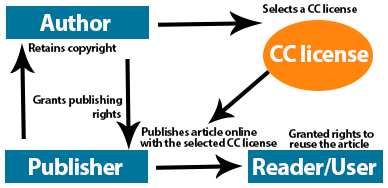 Author
Selects a CC license
Retains copyright
CC license
Grants publishing
rights
Publishes article online
with the selected CC license
Granted rights to
reuse the article
Publisher
Reader/User